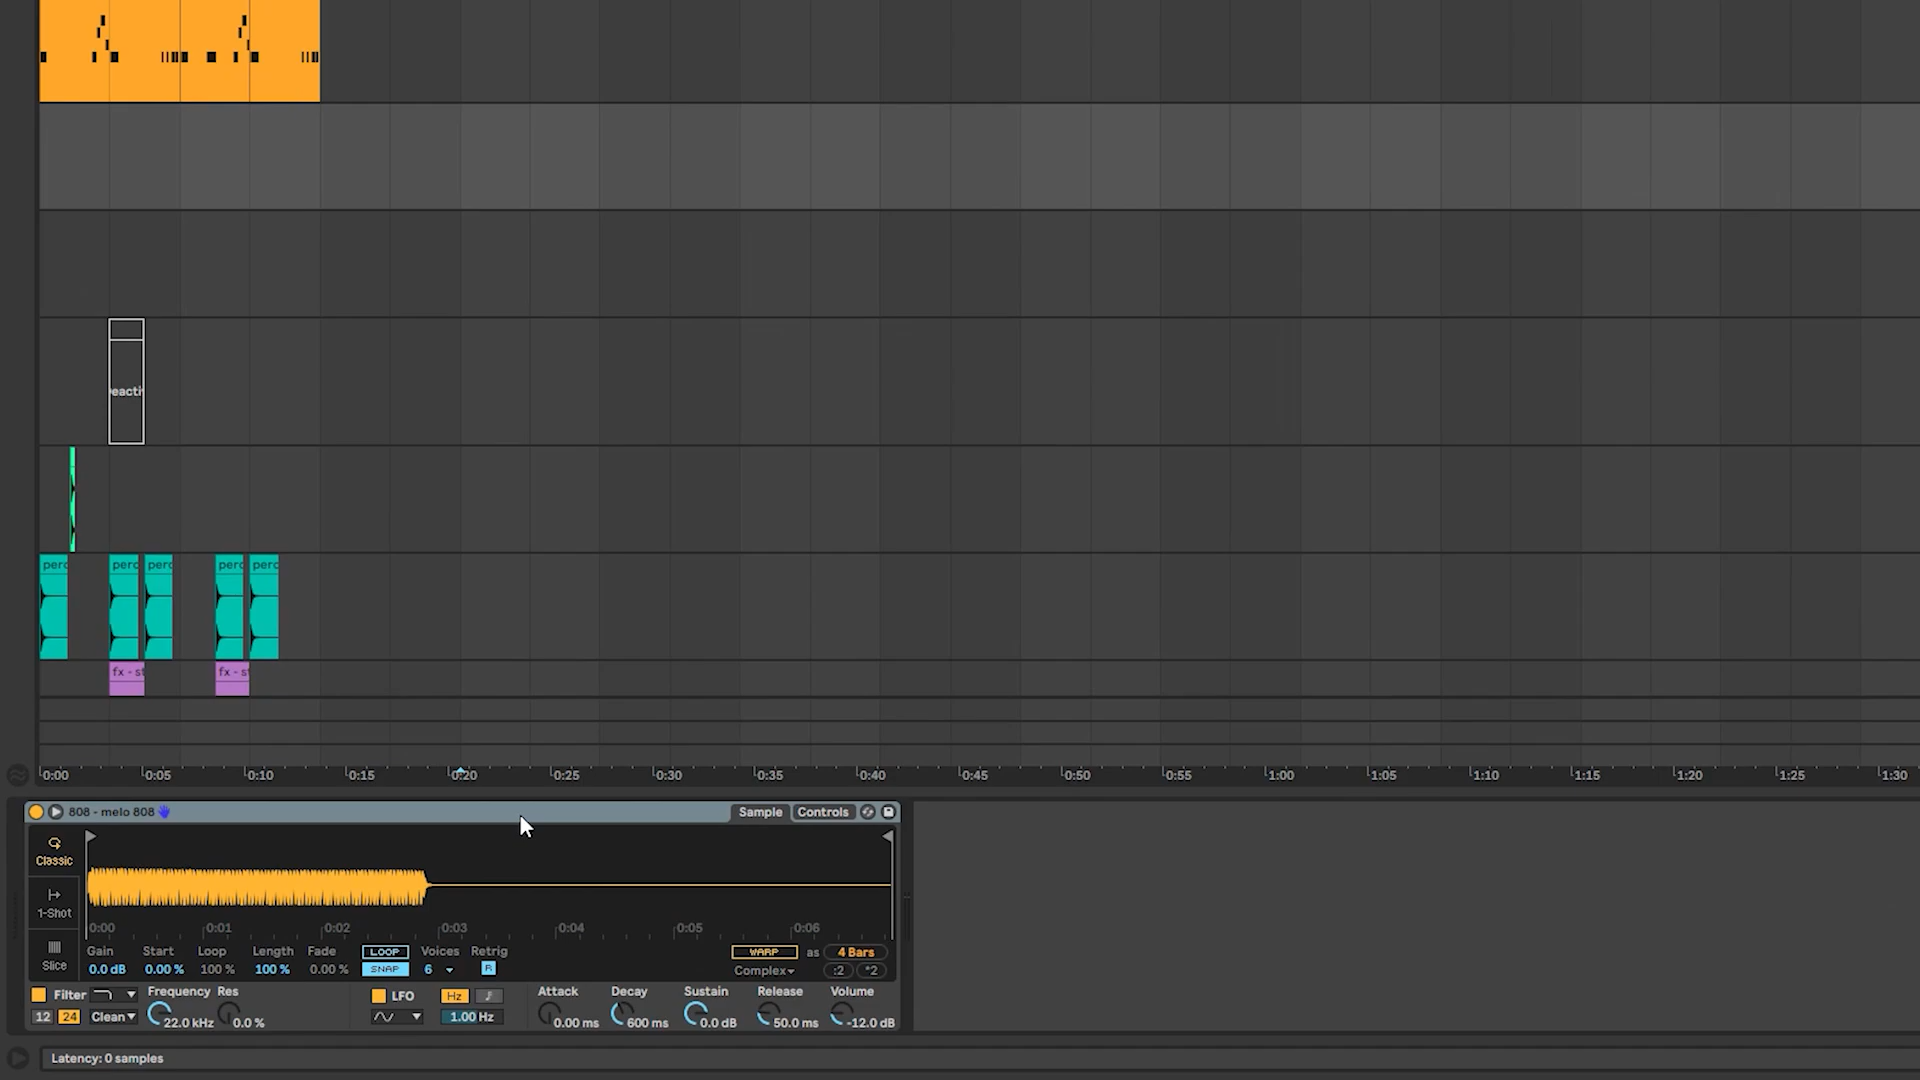 eacti
perc perc perc perc perc
fx - st fx - st
0:00 0:05 0:10 0:15 0:20 0:25 0:30 0:35 0:40 0:45 0:50 0:55 1:00 1:05 1:10 1:15 1:20 1:25 1:30
808 - melo 808 Sample Controls
Classic
1-Shot
Slice
0:00 0:01 0:02 0:03 0:04 0:05 0:06
Gain Start Loop Length Fade LOOP Voices Retrig WARP as 4 Bars
0.0 dB 0.00 % 100 % 100 % 0.00 % SNAP 6 R Complex :2 *2
Filter Frequency Res LFO Hz Attack Decay Sustain Release Volume
12 24 Clean 22.0 kHz 0.0 % 1.00 Hz 0.00 ms 600 ms 0.0 dB 50.0 ms -12.0 dB
Latency: 0 samples